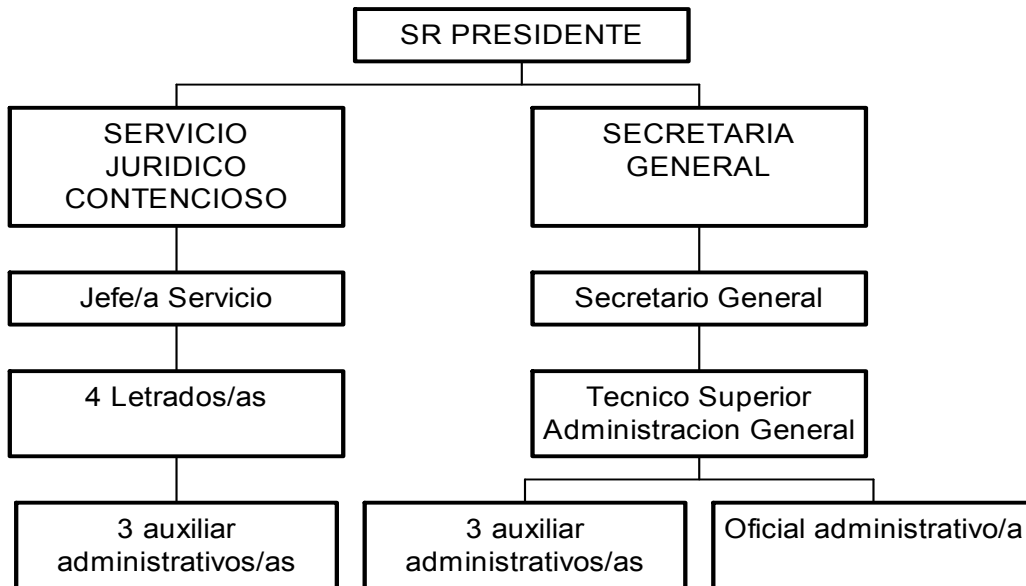 SR PRESIDENTE
SERVICIO
JURIDICO
CONTENCIOSO
SECRETARIA
GENERAL
Jefe/a Servicio
Secretario General
4 Letrados/as
Tecnico Superior
Administracion General
3 auxiliar
administrativos/as
3 auxiliar
administrativos/as
Oficial administrativo/a